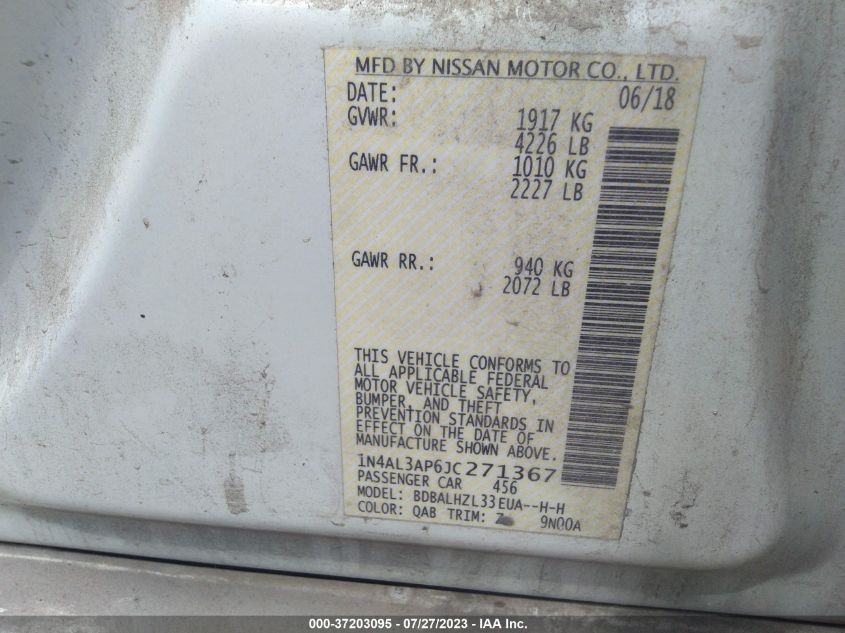 MFD BY NISSAN MOTOR CO., LTD.
DATE: 06/18
GVWR: 1917 KG
4226 LB
GAWR FR.: 1010 KG
2227 LB
GAWR RR.: 940 KG
2072 LB
THIS VEHICLE CONFORMS TO
ALL APPLICABLE FEDERAL
MOTOR VEHICLE SAFETY,
BUMPER, AND THEFT
PREVENTION STANDARDS IN
EFFECT ON THE DATE OF
MANUFACTURE SHOWN ABOVE.
1N4AL3AP6JC271367
PASSENGER CAR 456
MODEL: BDBALHZL33EUA--H-H
COLOR: QAB TRIM: 9N00A
000-37203095 - 07/27/2023 - IAA Inc.